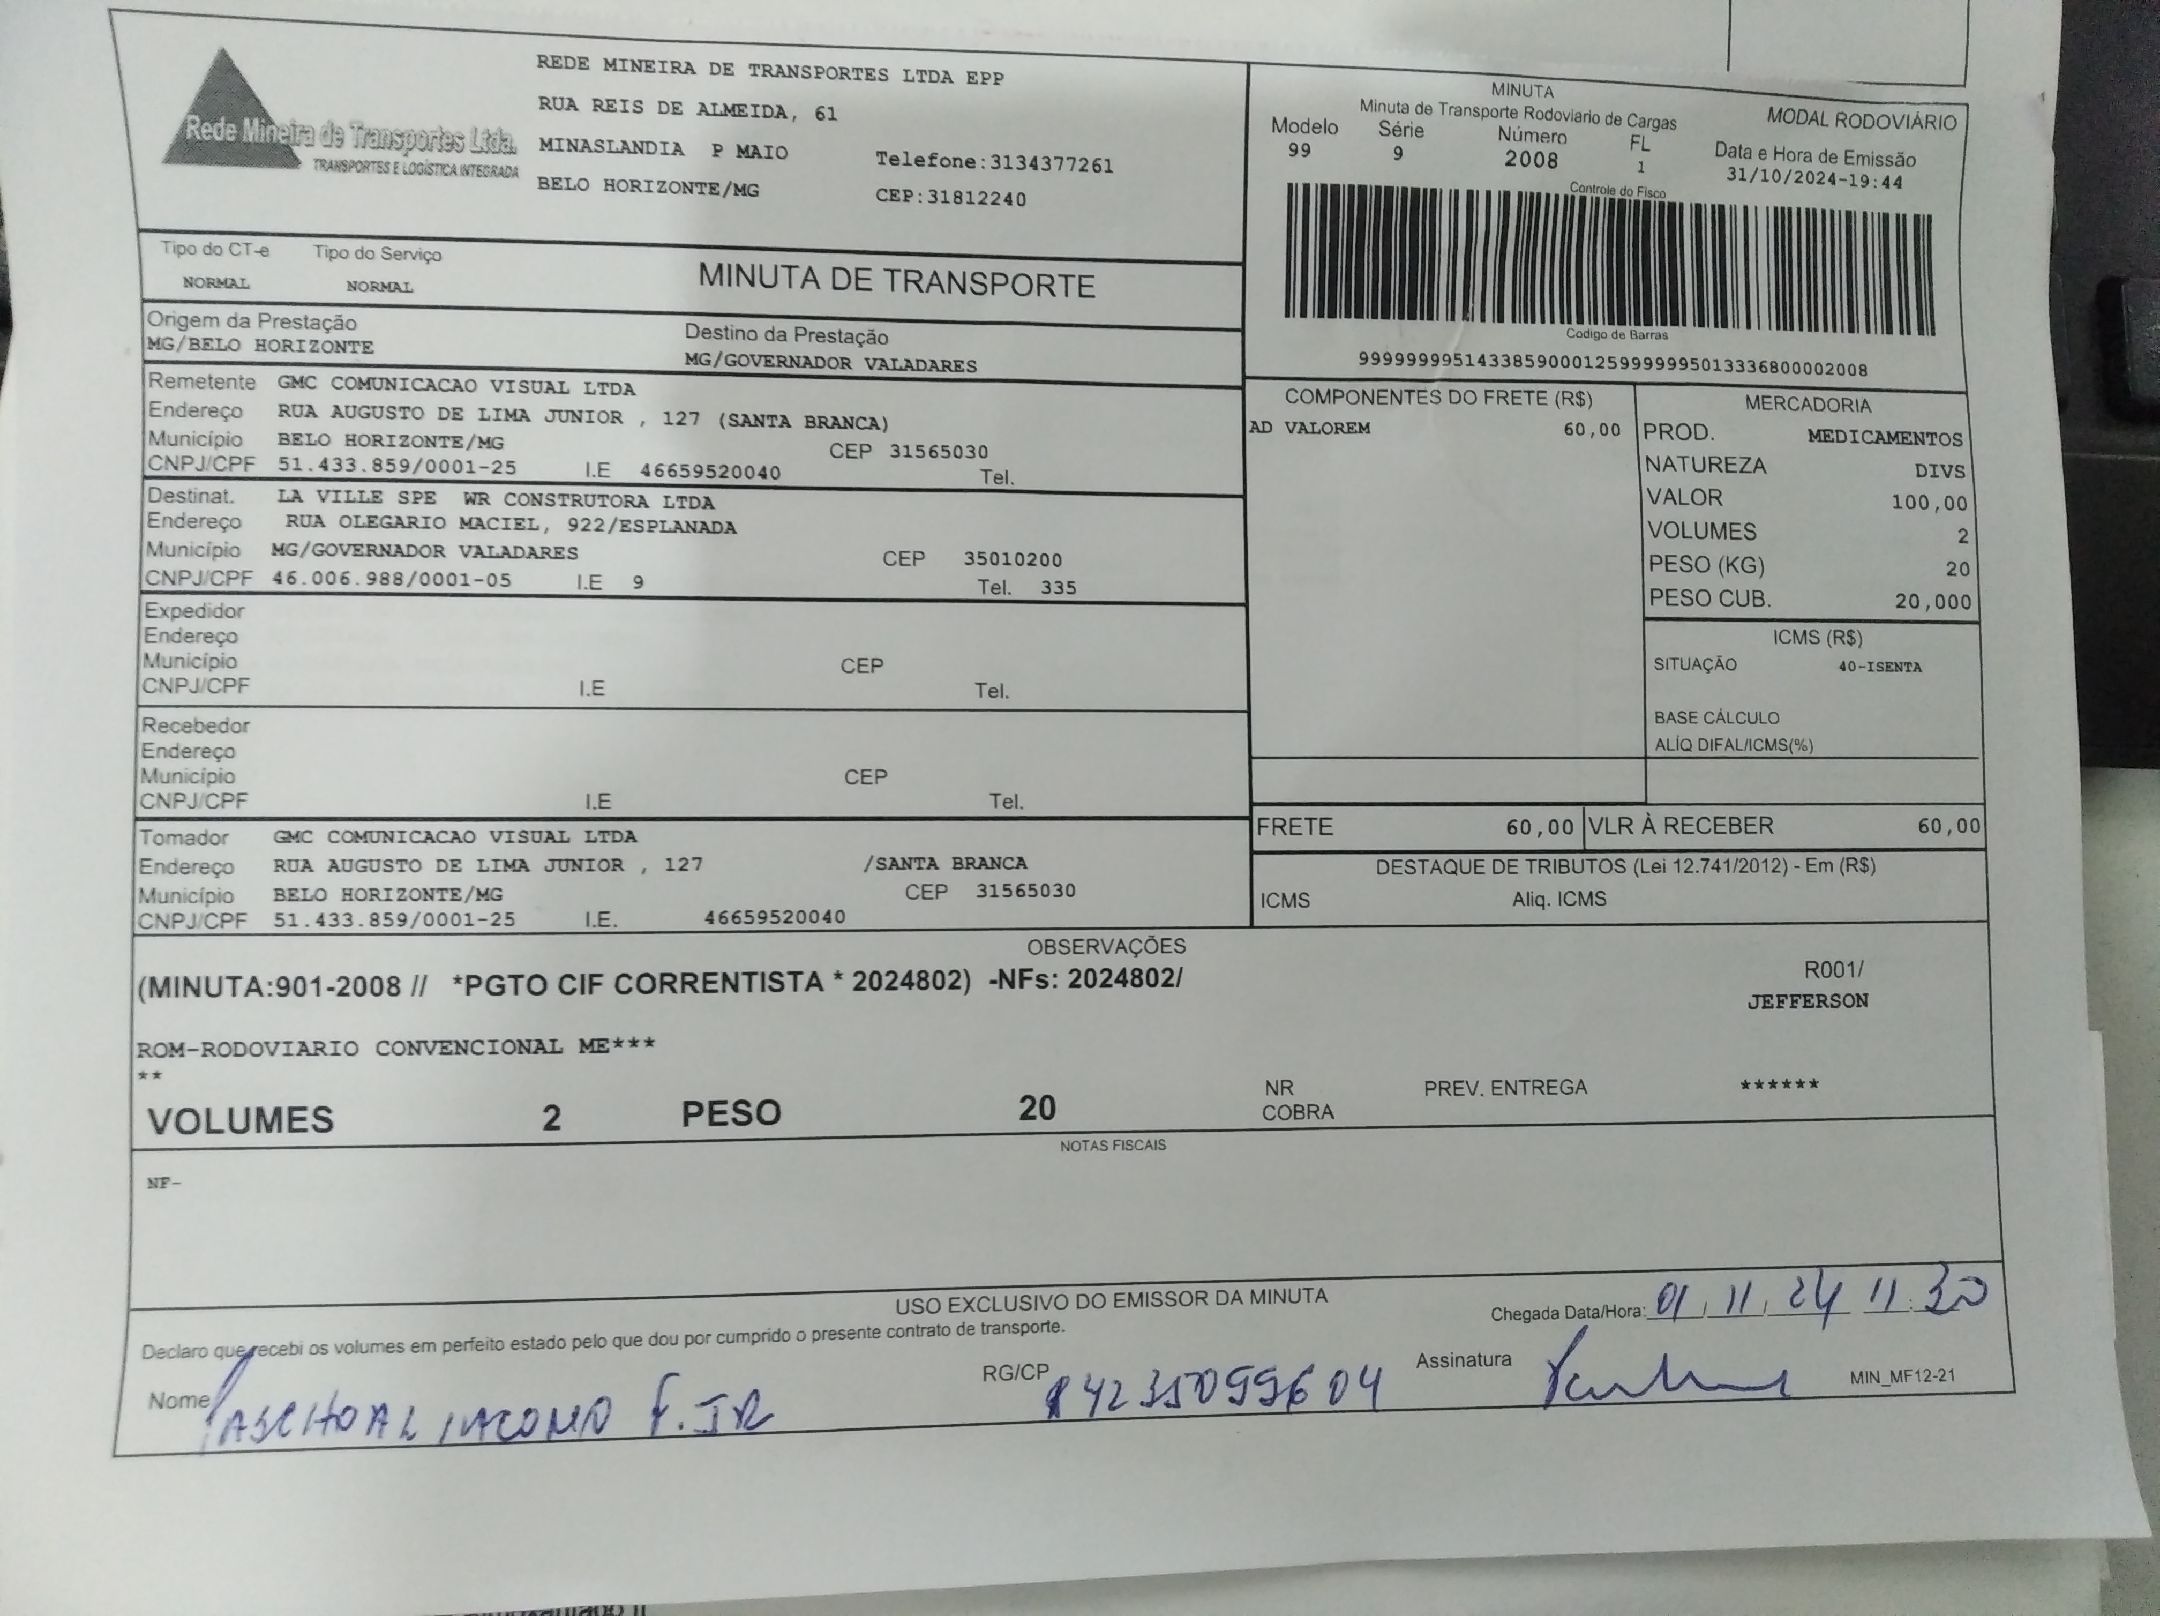 Rede Mineira de Transportes Ltda.
TRANSPORTES E LOGÍSTICA INTEGRADA
REDE MINEIRA DE TRANSPORTES LTDA EPP
RUA REIS DE ALMEIDA, 61
MINASLANDIA P MAIO Telefone:3134377261
BELO HORIZONTE/MG CEP:31812240
MINUTA
Minuta de Transporte Rodoviario de Cargas
MODAL RODOVIÁRIO
Modelo Série Número FL Data e Hora de Emissão
99 9 2008 1 31/10/2024-19:44
Controle do Fisco
Codigo de Barras
99999999514338590001259999999501333680000 2008
Tipo do CT-e Tipo do Serviço
NORMAL NORMAL
MINUTA DE TRANSPORTE
Origem da Prestação Destino da Prestação
MG/BELO HORIZONTE MG/GOVERNADOR VALADARES
Remetente GMC COMUNICACAO VISUAL LTDA
Endereço RUA AUGUSTO DE LIMA JUNIOR , 127 (SANTA BRANCA)
Município BELO HORIZONTE/MG CEP 31565030
CNPJ/CPF 51.433.859/0001-25 I.E 46659520040 Tel.
Destinat. LA VILLE SPE WR CONSTRUTORA LTDA
Endereço RUA OLEGARIO MACIEL, 922/ESPLANADA
Município MG/GOVERNADOR VALADARES CEP 35010200
CNPJ/CPF 46.006.988/0001-05 I.E 9 Tel. 335
Expedidor
Endereço
Município CEP
CNPJ/CPF I.E Tel.
Recebedor
Endereço
Município CEP
CNPJ/CPF I.E Tel.
Tomador GMC COMUNICACAO VISUAL LTDA
Endereço RUA AUGUSTO DE LIMA JUNIOR , 127 /SANTA BRANCA
Município BELO HORIZONTE/MG CEP 31565030
CNPJ/CPF 51.433.859/0001-25 I.E. 46659520040
COMPONENTES DO FRETE (R$)
AD VALOREM 60,00
MERCADORIA
PROD. MEDICAMENTOS
NATUREZA DIVS
VALOR 100,00
VOLUMES 2
PESO (KG) 20
PESO CUB. 20,000
ICMS (R$)
SITUAÇÃO 40-ISENTA
BASE CÁLCULO
ALÍQ DIFAL/ICMS(%)
FRETE 60,00 VLR À RECEBER 60,00
DESTAQUE DE TRIBUTOS (Lei 12.741/2012) - Em (R$)
ICMS Aliq. ICMS
OBSERVAÇÕES
(MINUTA:901-2008 // *PGTO CIF CORRENTISTA * 2024802) -NFs: 2024802/
R001/
JEFFERSON
ROM-RODOVIARIO CONVENCIONAL ME***
**
VOLUMES 2 PESO 20
NR
COBRA
PREV. ENTREGA ******
NOTAS FISCAIS
NF-
USO EXCLUSIVO DO EMISSOR DA MINUTA
Chegada Data/Hora: 01/11/24 11:30
Declaro que recebi os volumes em perfeito estado pelo que dou por cumprido o presente contrato de transporte.
Nome PASCHOAL IACOMO F. JR RG/CP 4235099604 Assinatura
MIN_MF12-21